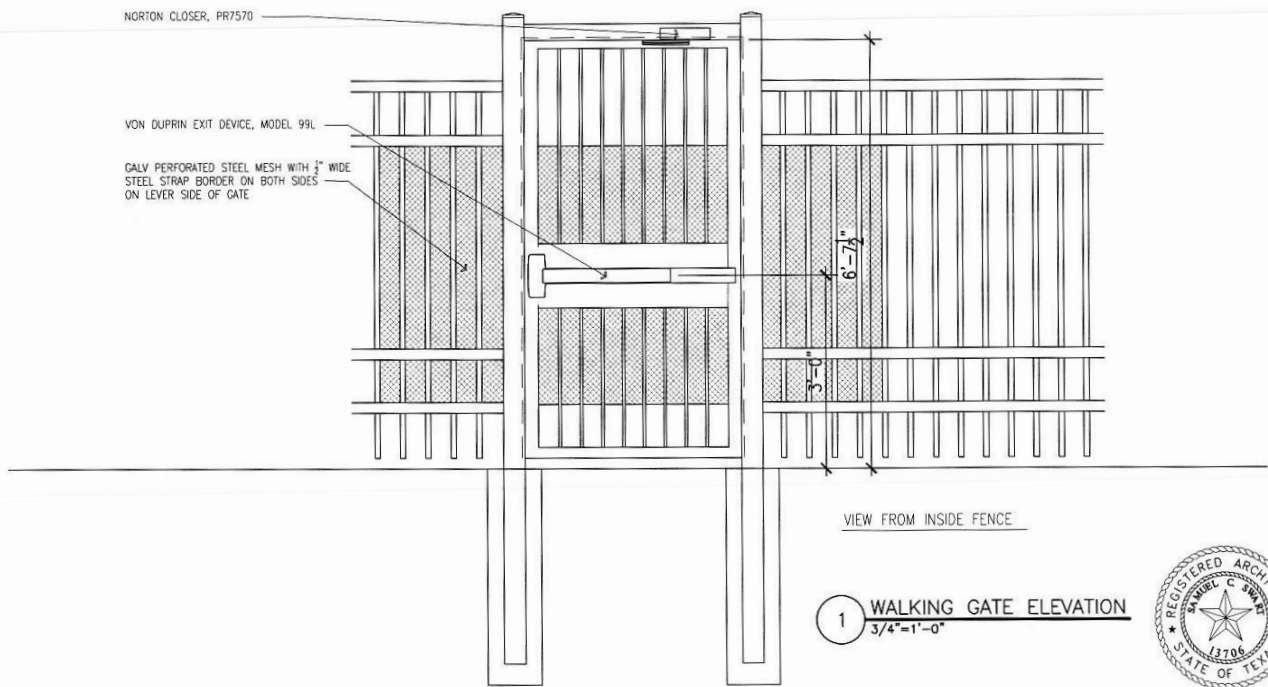 NORTON CLOSER, PR7570
VON DUPRIN EXIT DEVICE, MODEL 99L
GALV PERFORATED STEEL MESH WITH ½" WIDE
STEEL STRAP BORDER ON BOTH SIDES
ON LEVER SIDE OF GATE
6'-7½"
3'-0"
VIEW FROM INSIDE FENCE
1
WALKING GATE ELEVATION
3/4"=1'-0"
REGISTERED ARCHI
SAMUEL C. SWART
13706
STATE OF TEXA